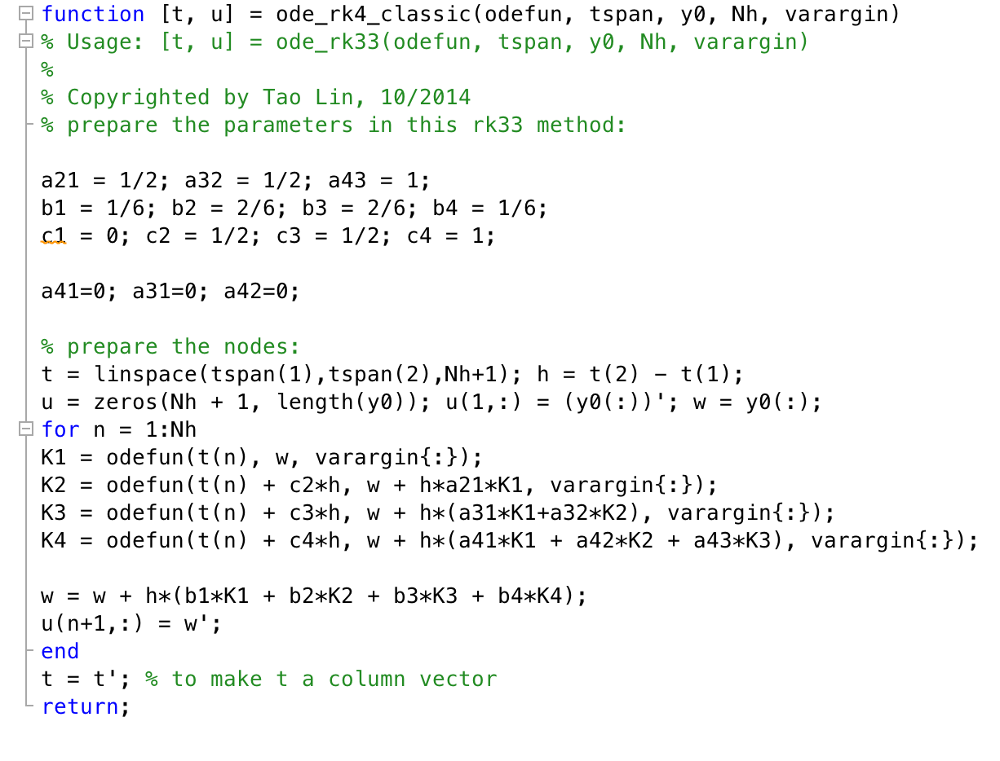 function [t, u] = ode_rk4_classic(odefun, tspan, y0, Nh, varargin)
% Usage: [t, u] = ode_rk33(odefun, tspan, y0, Nh, varargin)
%
% Copyrighted by Tao Lin, 10/2014
% prepare the parameters in this rk33 method:
a21 = 1/2; a32 = 1/2; a43 = 1;
b1 = 1/6; b2 = 2/6; b3 = 2/6; b4 = 1/6;
c1 = 0; c2 = 1/2; c3 = 1/2; c4 = 1;
a41=0; a31=0; a42=0;
% prepare the nodes:
t = linspace(tspan(1),tspan(2),Nh+1); h = t(2) - t(1);
u = zeros(Nh + 1, length(y0)); u(1,:) = (y0(:))'; w = y0(:);
for n = 1:Nh
K1 = odefun(t(n), w, varargin{:});
K2 = odefun(t(n) + c2*h, w + h*a21*K1, varargin{:});
K3 = odefun(t(n) + c3*h, w + h*(a31*K1+a32*K2), varargin{:});
K4 = odefun(t(n) + c4*h, w + h*(a41*K1 + a42*K2 + a43*K3), varargin{:});
w = w + h*(b1*K1 + b2*K2 + b3*K3 + b4*K4);
u(n+1,:) = w';
end
t = t'; % to make t a column vector
return;